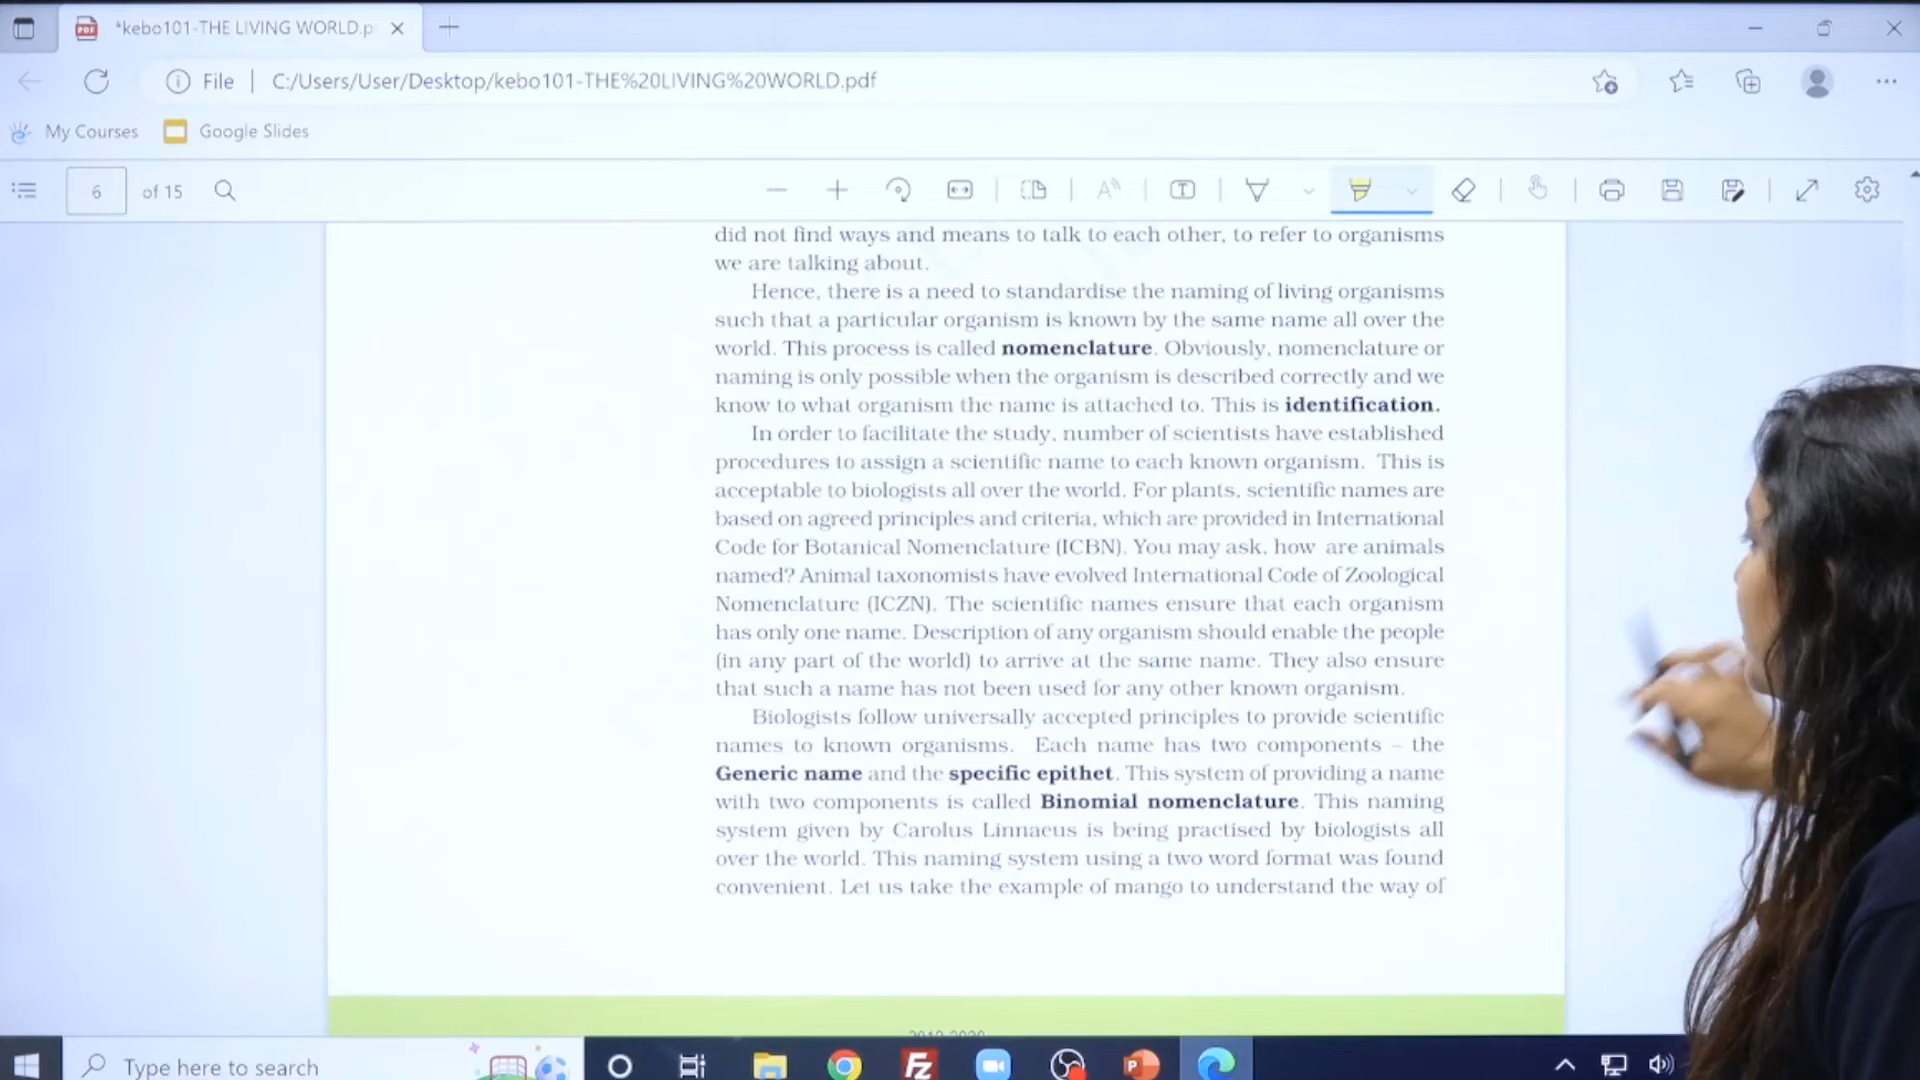 *kebo101-THE LIVING WORLD.p
File
C:/Users/User/Desktop/kebo101-THE%20LIVING%20WORLD.pdf
My Courses
Google Slides
6 of 15
did not find ways and means to talk to each other, to refer to organisms
we are talking about.
Hence, there is a need to standardise the naming of living organisms
such that a particular organism is known by the same name all over the
world. This process is called nomenclature. Obviously, nomenclature or
naming is only possible when the organism is described correctly and we
know to what organism the name is attached to. This is identification.
In order to facilitate the study, number of scientists have established
procedures to assign a scientific name to each known organism. This is
acceptable to biologists all over the world. For plants, scientific names are
based on agreed principles and criteria, which are provided in International
Code for Botanical Nomenclature (ICBN). You may ask, how are animals
named? Animal taxonomists have evolved International Code of Zoological
Nomenclature (ICZN). The scientific names ensure that each organism
has only one name. Description of any organism should enable the people
(in any part of the world) to arrive at the same name. They also ensure
that such a name has not been used for any other known organism.
Biologists follow universally accepted principles to provide scientific
names to known organisms. Each name has two components – the
Generic name and the specific epithet. This system of providing a name
with two components is called Binomial nomenclature. This naming
system given by Carolus Linnaeus is being practised by biologists all
over the world. This naming system using a two word format was found
convenient. Let us take the example of mango to understand the way of
Type here to search